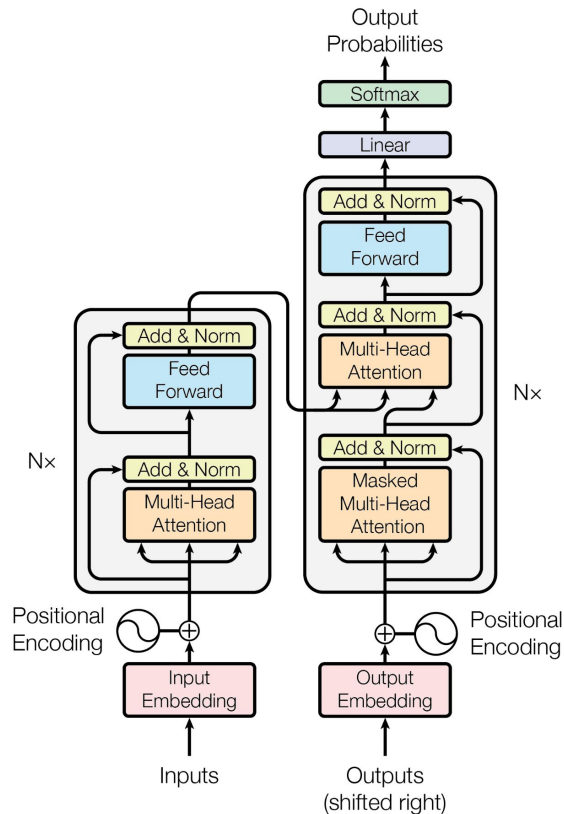 Output
Probabilities
Softmax
Linear
Add & Norm
Feed
Forward
Add & Norm
Multi-Head
Attention
Add & Norm
Masked
Multi-Head
Attention
N×
Add & Norm
Feed
Forward
Add & Norm
Multi-Head
Attention
N×
Positional
Encoding
Positional
Encoding
Input
Embedding
Output
Embedding
Inputs
Outputs
(shifted right)